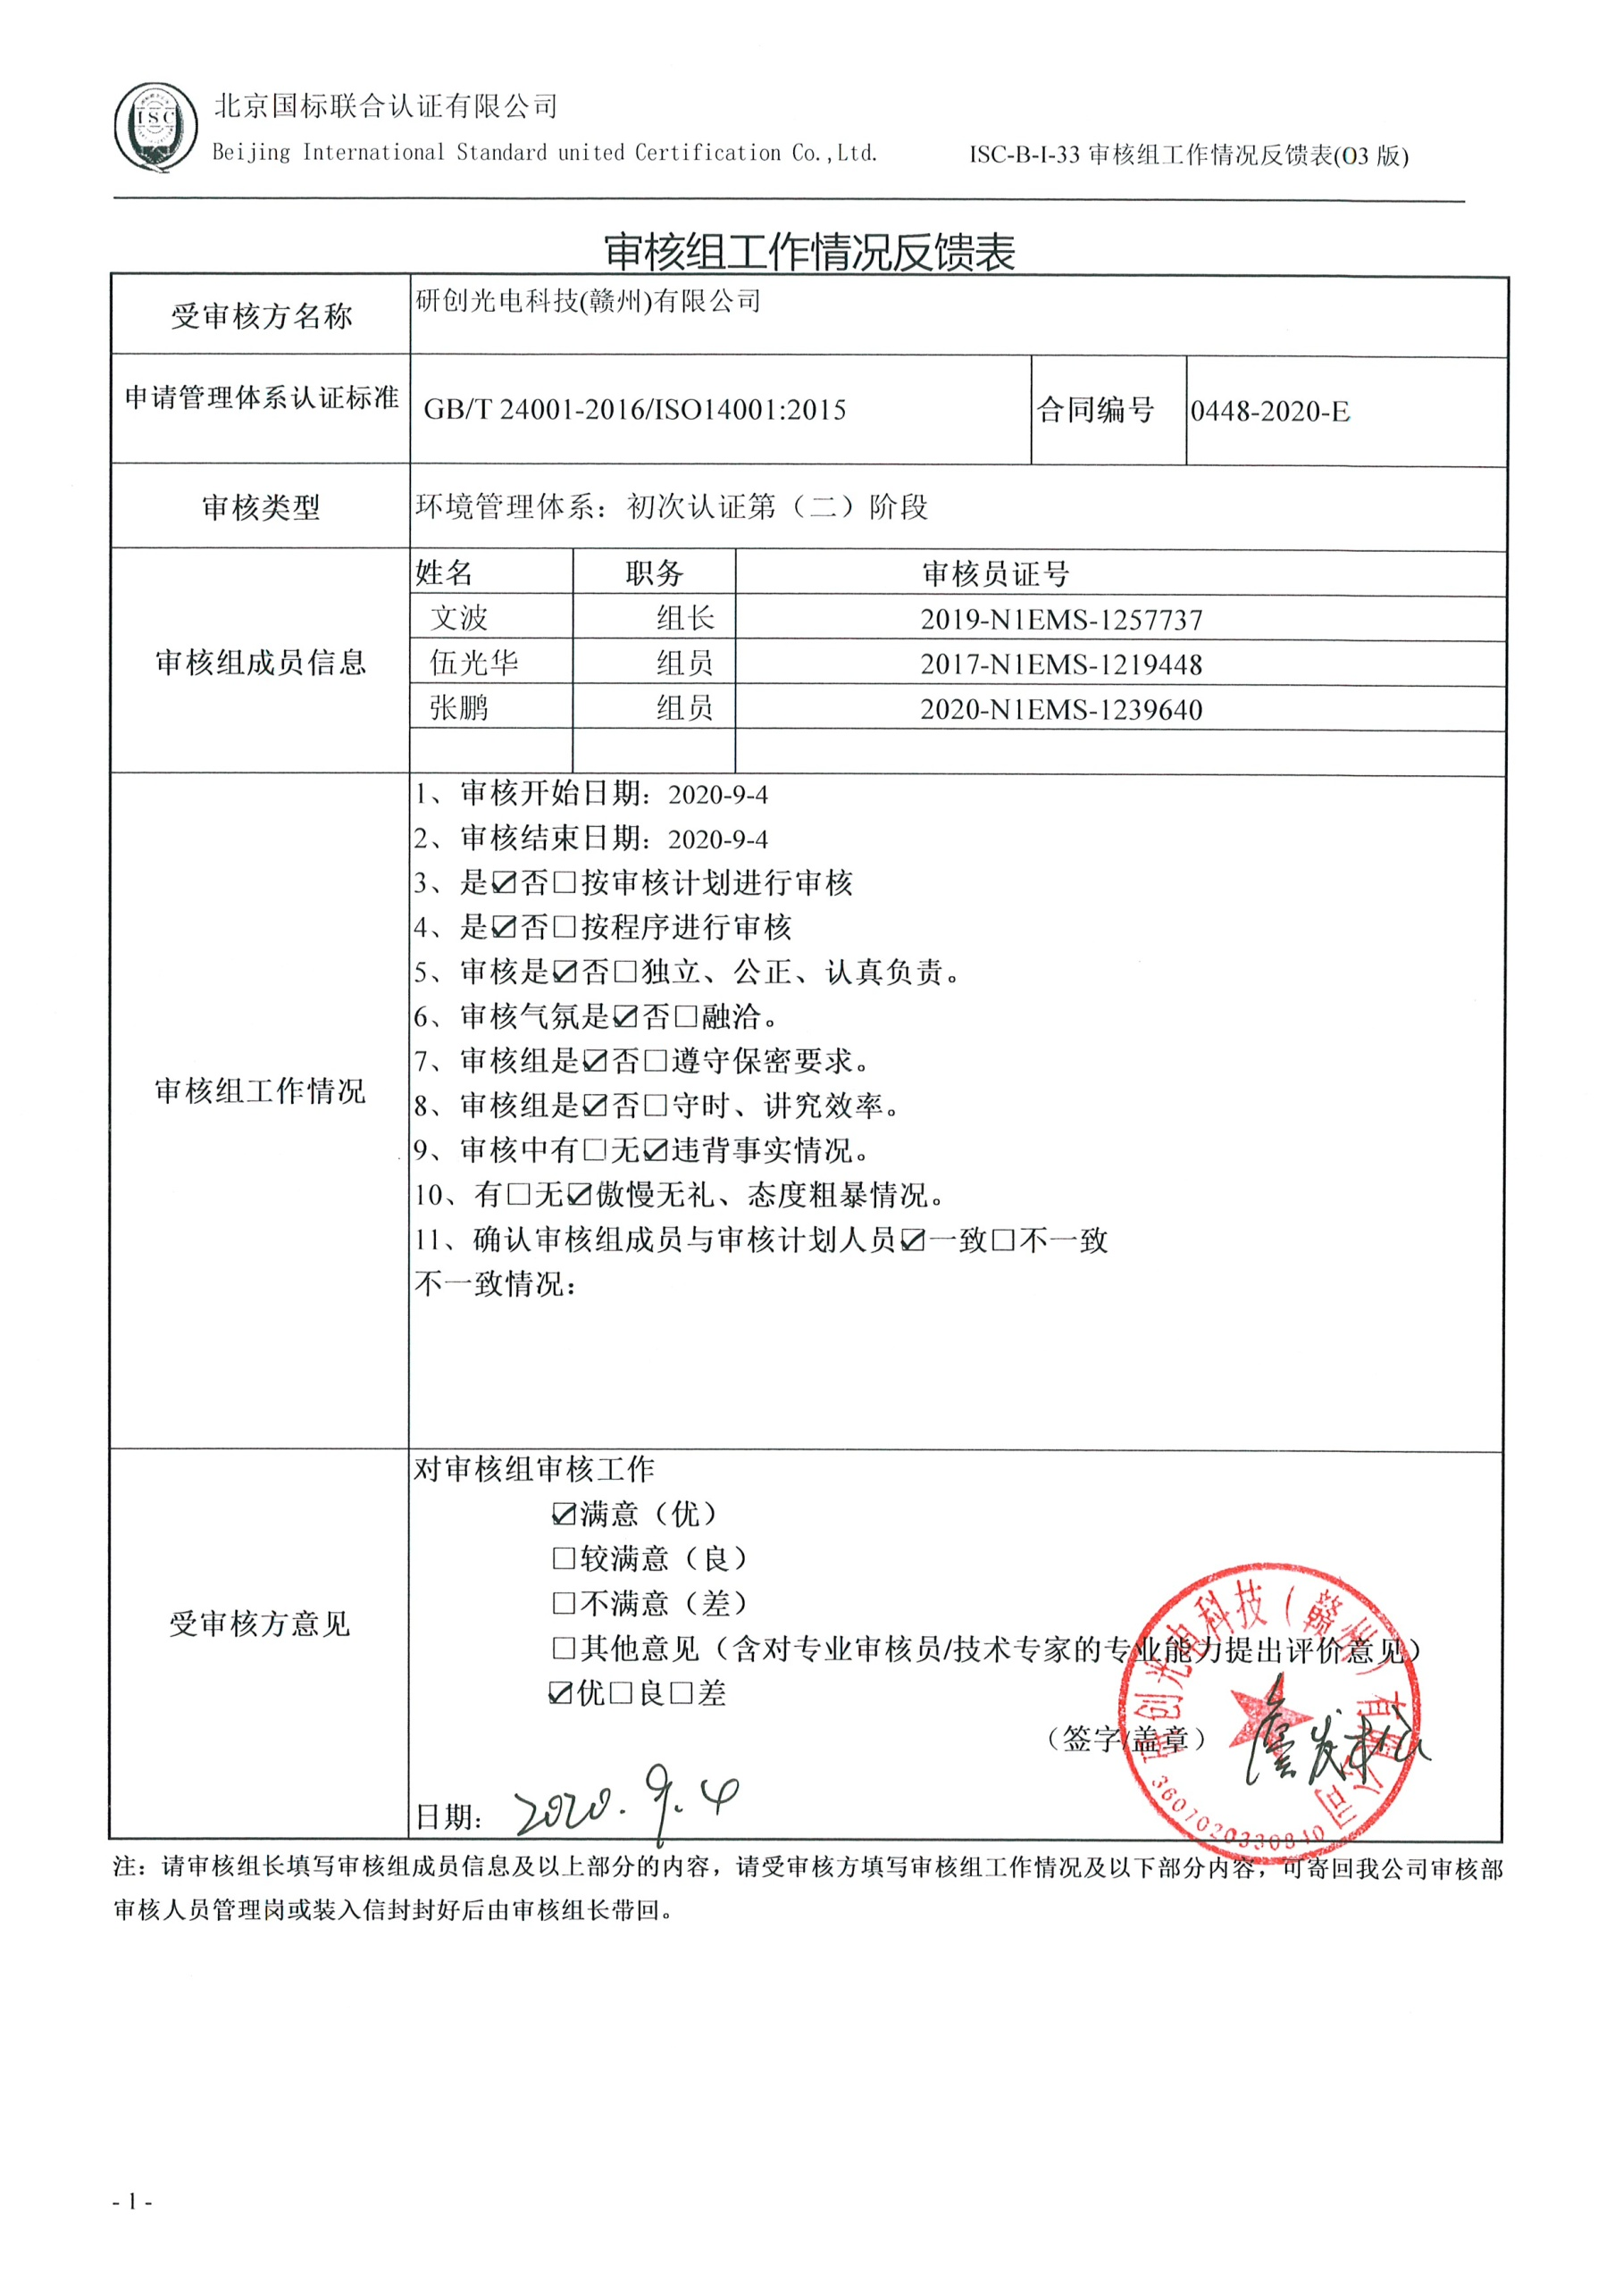 ISC
北京国标联合认证有限公司
Beijing International Standard united Certification Co.,Ltd.
ISC-B-I-33 审核组工作情况反馈表(03 版)
审核组工作情况反馈表
受审核方名称 研创光电科技(赣州)有限公司
申请管理体系认证标准 GB/T 24001-2016/ISO14001:2015 合同编号 0448-2020-E
审核类型 环境管理体系：初次认证第（二）阶段
审核组成员信息
姓名 职务 审核员证号
文波 组长 2019-N1EMS-1257737
伍光华 组员 2017-N1EMS-1219448
张鹏 组员 2020-N1EMS-1239640
审核组工作情况
1、审核开始日期：2020-9-4
2、审核结束日期：2020-9-4
3、是☑否□按审核计划进行审核
4、是☑否□按程序进行审核
5、审核是☑否□独立、公正、认真负责。
6、审核气氛是☑否□融洽。
7、审核组是☑否□遵守保密要求。
8、审核组是☑否□守时、讲究效率。
9、审核中有□无☑违背事实情况。
10、有□无☑傲慢无礼、态度粗暴情况。
11、确认审核组成员与审核计划人员☑一致□不一致
不一致情况：
受审核方意见
对审核组审核工作
☑满意（优）
□较满意（良）
□不满意（差）
□其他意见（含对专业审核员/技术专家的专业能力提出评价意见）
☑优□良□差
（签字/盖章）
研创光电科技（赣州）有限公司
3607020330840
日期： 2020.9.4
注：请审核组长填写审核组成员信息及以上部分的内容，请受审核方填写审核组工作情况及以下部分内容，可寄回我公司审核部
审核人员管理岗或装入信封封好后由审核组长带回。
- 1 -